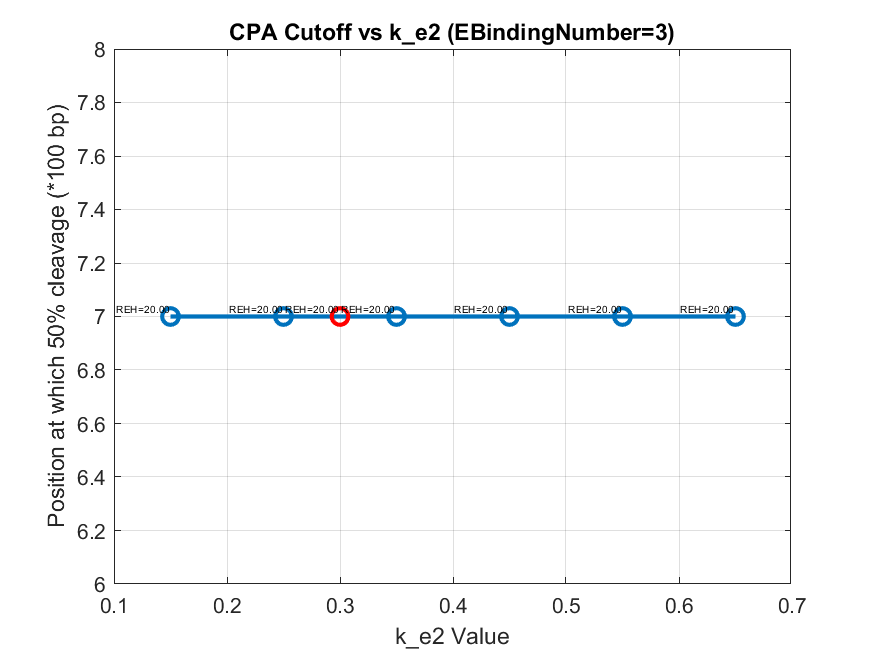 CPA Cutoff vs k_e2 (EBindingNumber=3)
Position at which 50% cleavage (*100 bp)
8
7.8
7.6
7.4
7.2
7
6.8
6.6
6.4
6.2
6
REH=20.00 REH=20.00 REH=20.00 REH=20.00 REH=20.00 REH=20.00 REH=20.00
0.1 0.2 0.3 0.4 0.5 0.6 0.7
k_e2 Value